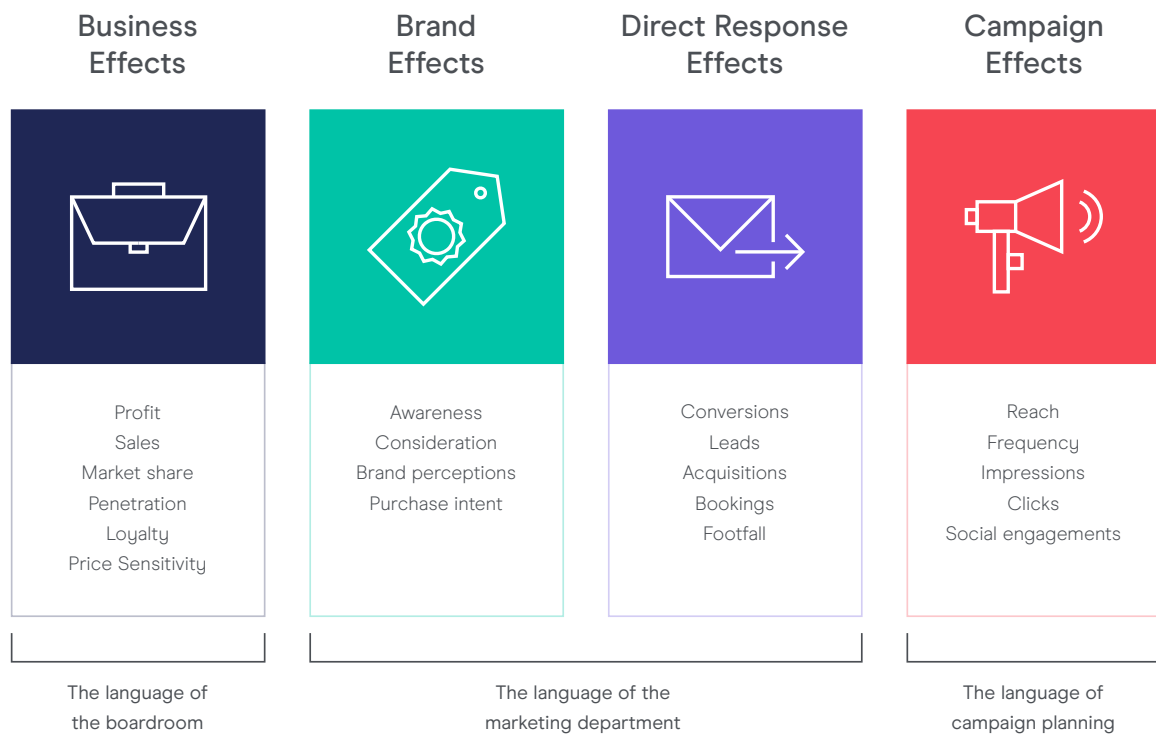 Business
Effects
Brand
Effects
Direct Response
Effects
Campaign
Effects
Profit
Sales
Market share
Penetration
Loyalty
Price Sensitivity
Awareness
Consideration
Brand perceptions
Purchase intent
Conversions
Leads
Acquisitions
Bookings
Footfall
Reach
Frequency
Impressions
Clicks
Social engagements
The language of
the boardroom
The language of the
marketing department
The language of
campaign planning